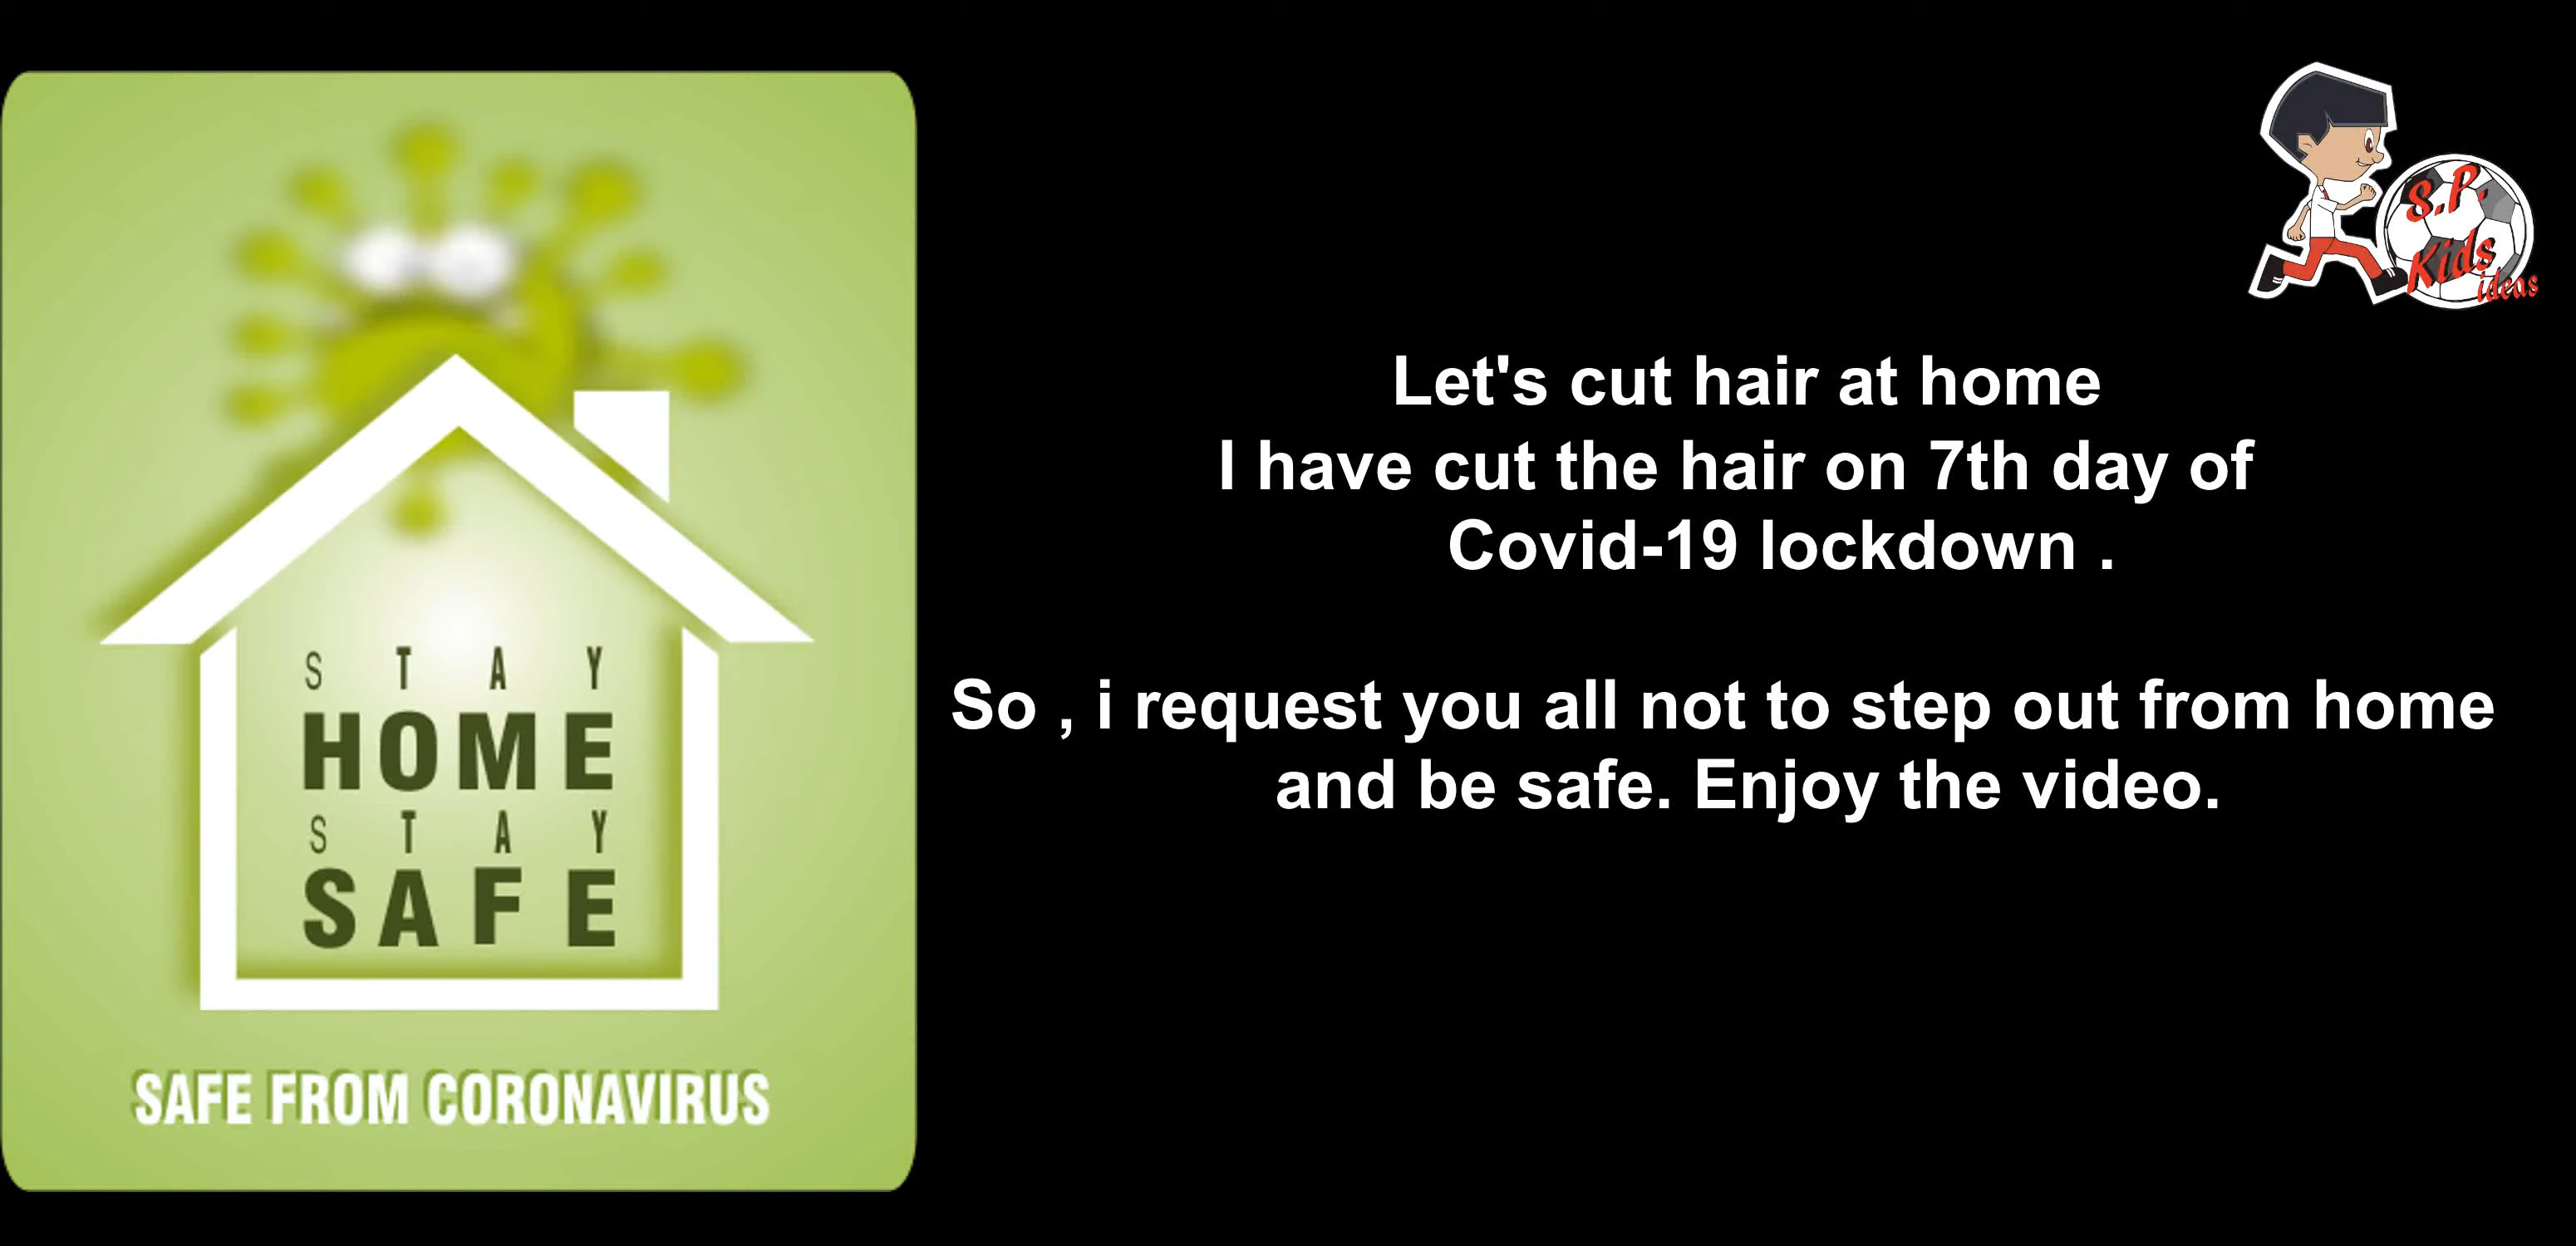 STAY
HOME
STAY
SAFE
SAFE FROM CORONAVIRUS
S.P.
Kids
ideas
Let's cut hair at home
I have cut the hair on 7th day of
Covid-19 lockdown .
So , i request you all not to step out from home
and be safe. Enjoy the video.